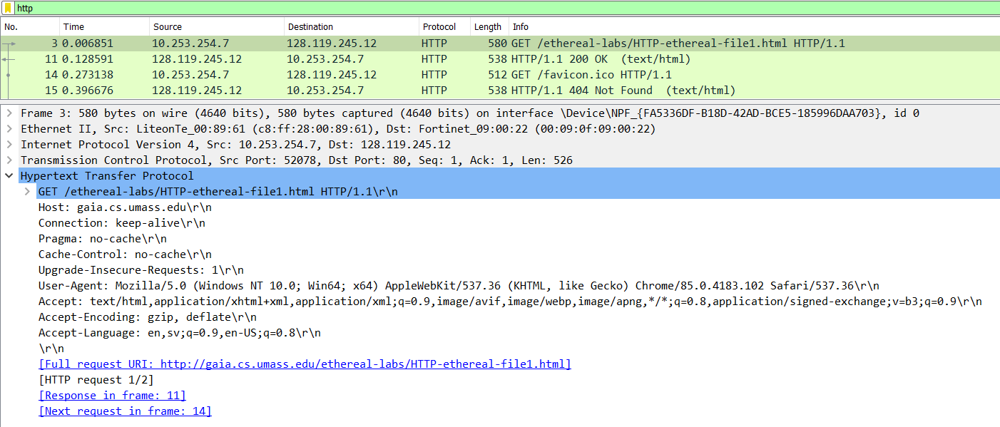 http
No. Time Source Destination Protocol Length Info
3 0.006851 10.253.254.7 128.119.245.12 HTTP 580 GET /ethereal-labs/HTTP-ethereal-file1.html HTTP/1.1
11 0.128591 128.119.245.12 10.253.254.7 HTTP 538 HTTP/1.1 200 OK  (text/html)
14 0.273138 10.253.254.7 128.119.245.12 HTTP 512 GET /favicon.ico HTTP/1.1
15 0.396676 128.119.245.12 10.253.254.7 HTTP 538 HTTP/1.1 404 Not Found  (text/html)
Frame 3: 580 bytes on wire (4640 bits), 580 bytes captured (4640 bits) on interface \Device\NPF_{FA5336DF-B18D-42AD-BCE5-185996DAA703}, id 0
Ethernet II, Src: LiteonTe_00:89:61 (c8:ff:28:00:89:61), Dst: Fortinet_09:00:22 (00:09:0f:09:00:22)
Internet Protocol Version 4, Src: 10.253.254.7, Dst: 128.119.245.12
Transmission Control Protocol, Src Port: 52078, Dst Port: 80, Seq: 1, Ack: 1, Len: 526
Hypertext Transfer Protocol
GET /ethereal-labs/HTTP-ethereal-file1.html HTTP/1.1\r\n
Host: gaia.cs.umass.edu\r\n
Connection: keep-alive\r\n
Pragma: no-cache\r\n
Cache-Control: no-cache\r\n
Upgrade-Insecure-Requests: 1\r\n
User-Agent: Mozilla/5.0 (Windows NT 10.0; Win64; x64) AppleWebKit/537.36 (KHTML, like Gecko) Chrome/85.0.4183.102 Safari/537.36\r\n
Accept: text/html,application/xhtml+xml,application/xml;q=0.9,image/avif,image/webp,image/apng,*/*;q=0.8,application/signed-exchange;v=b3;q=0.9\r\n
Accept-Encoding: gzip, deflate\r\n
Accept-Language: en,sv;q=0.9,en-US;q=0.8\r\n
\r\n
[Full request URI: http://gaia.cs.umass.edu/ethereal-labs/HTTP-ethereal-file1.html]
[HTTP request 1/2]
[Response in frame: 11]
[Next request in frame: 14]